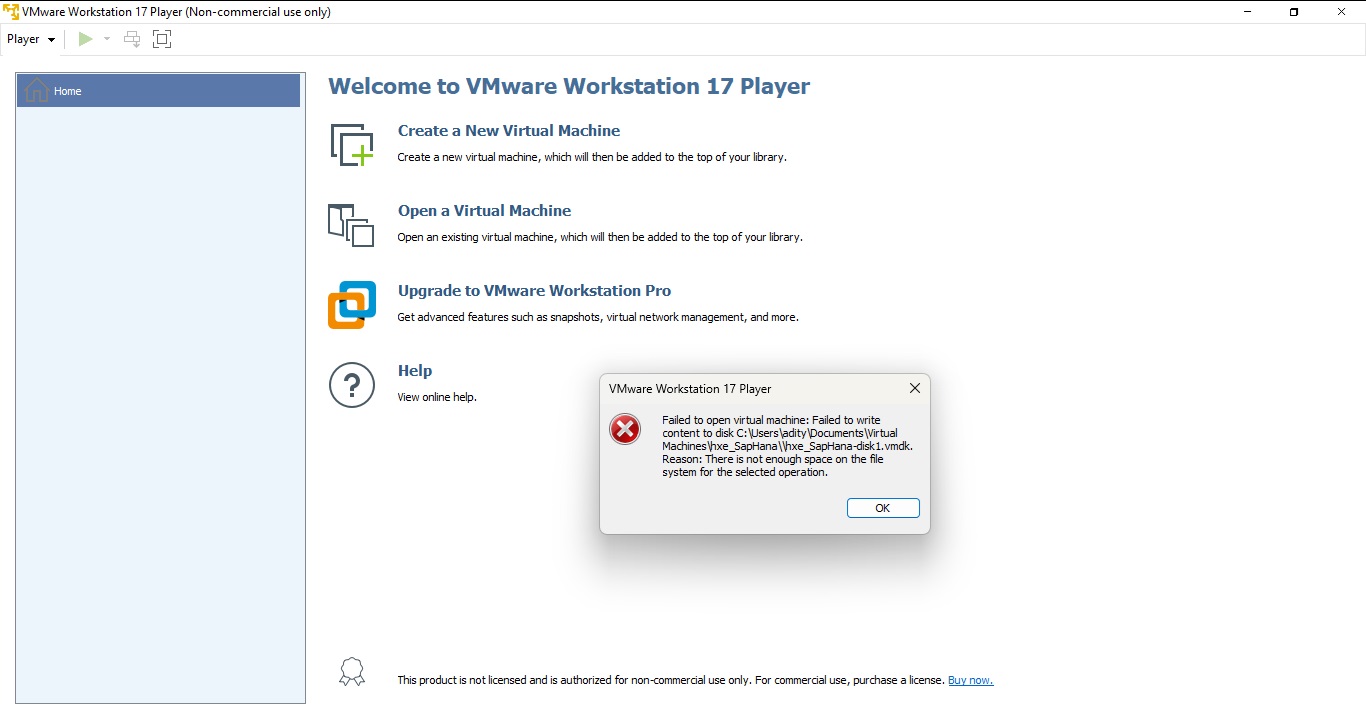 VMware Workstation 17 Player (Non-commercial use only)
Player
Home
Welcome to VMware Workstation 17 Player
Create a New Virtual Machine
Create a new virtual machine, which will then be added to the top of your library.
Open a Virtual Machine
Open an existing virtual machine, which will then be added to the top of your library.
Upgrade to VMware Workstation Pro
Get advanced features such as snapshots, virtual network management, and more.
Help
View online help.
VMware Workstation 17 Player
Failed to open virtual machine: Failed to write
content to disk C:\Users\adity\Documents\Virtual
Machines\hxe_SapHana\\hxe_SapHana-disk1.vmdk.
Reason: There is not enough space on the file
system for the selected operation.
OK
This product is not licensed and is authorized for non-commercial use only. For commercial use, purchase a license. Buy now.